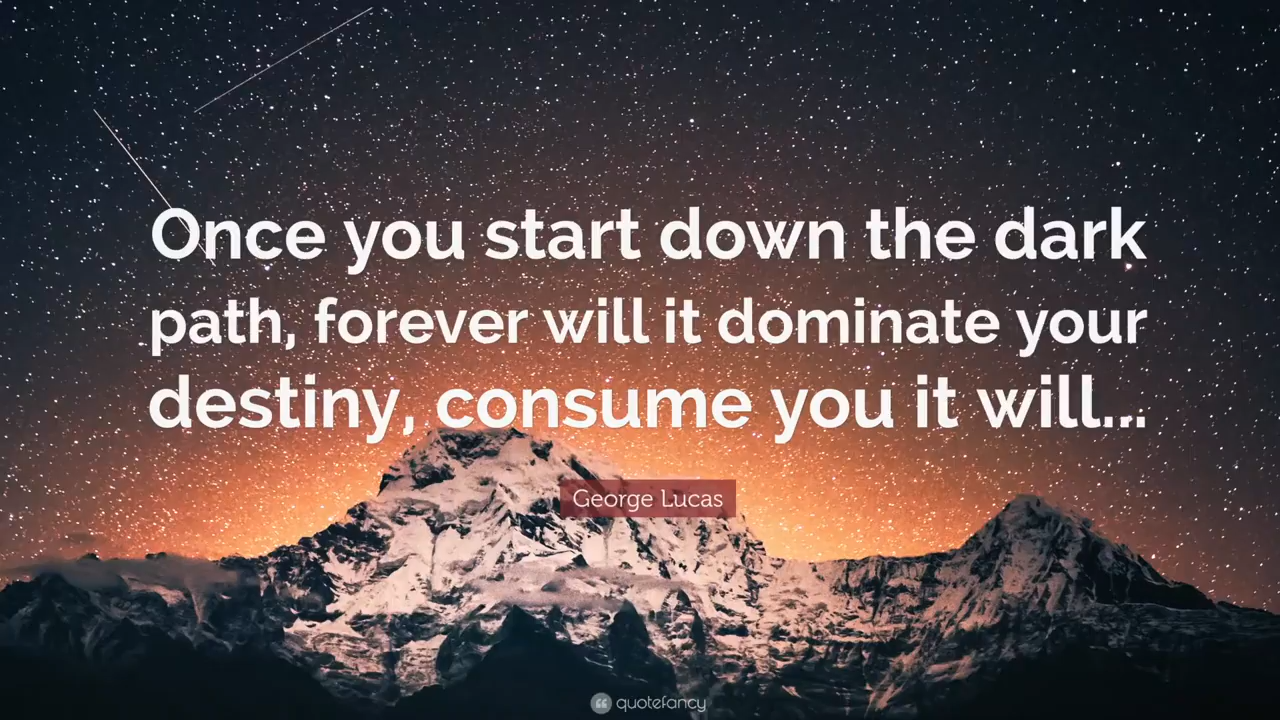 Once you start down the dark
path, forever will it dominate your
destiny, consume you it will...
George Lucas
quotefancy